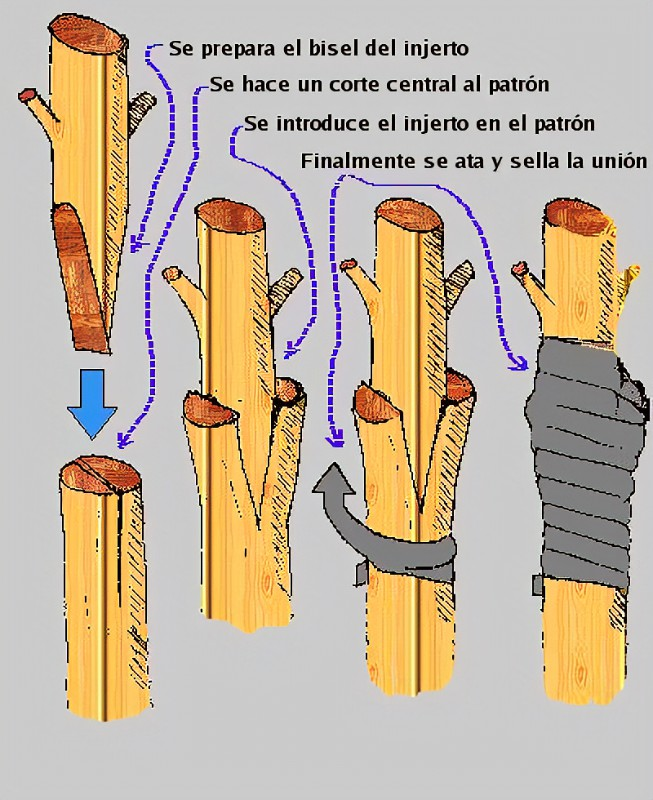 Se prepara el bisel del injerto
Se hace un corte central al patrón
Se introduce el injerto en el patrón
Finalmente se ata y sella la unión